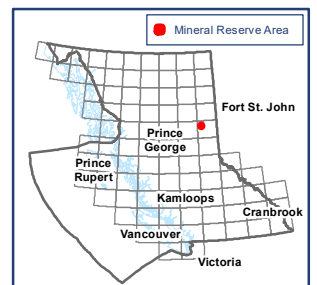 Mineral Reserve Area
Fort St. John
Prince
George
Prince
Rupert
Kamloops
Cranbrook
Vancouver
Victoria